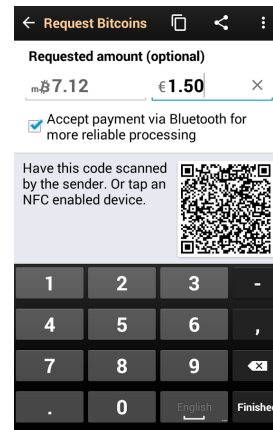 Request Bitcoins
Requested amount (optional)
m฿7.12 €1.50
Accept payment via Bluetooth for
more reliable processing
Have this code scanned
by the sender. Or tap an
NFC enabled device.
1 2 3 -
4 5 6 ,
7 8 9
. 0 English Finished